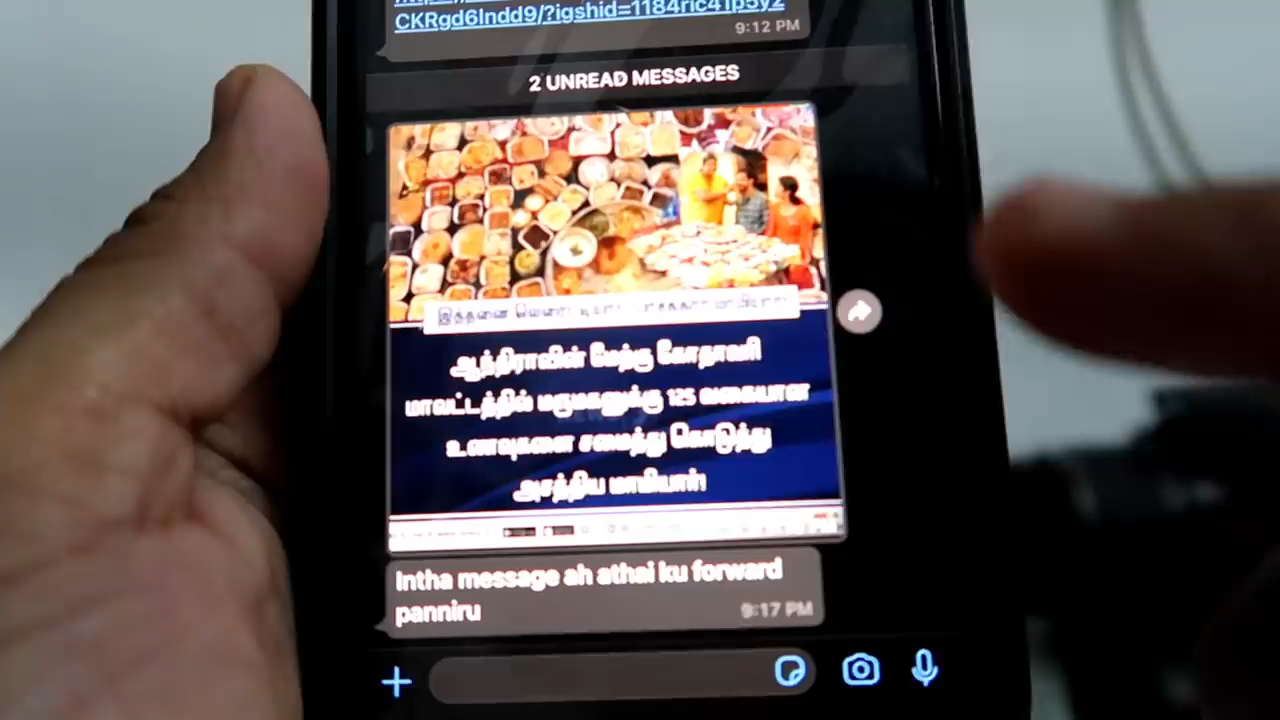 CKRgd6Indd9/?igshid=1184ric41p5y2
9:12 PM
2 UNREAD MESSAGES
ஆந்திராவின் மேற்கு கோதாவரி
மாவட்டத்தில் மருமகனுக்கு 125 வகையான
உணவுகளை சமைத்து கொடுத்து
அசத்திய மாமியார்!
Intha message ah athai ku forward
panniru
9:17 PM